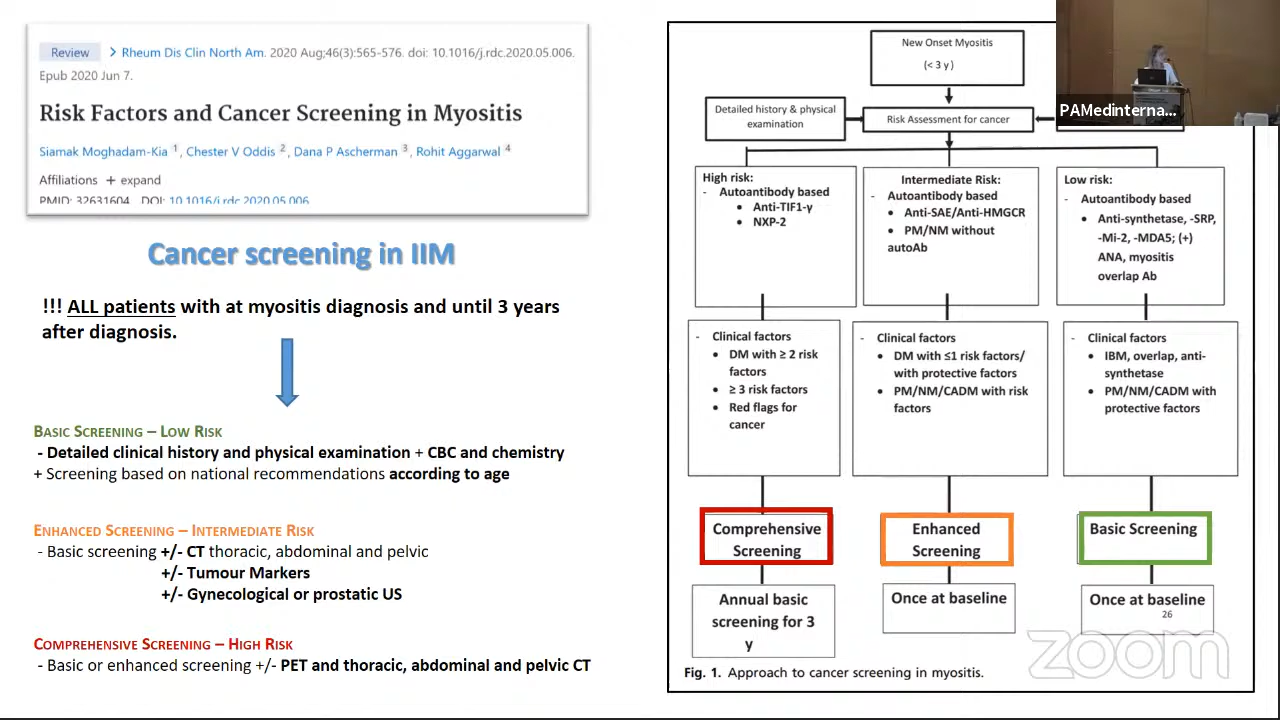 Review > Rheum Dis Clin North Am. 2020 Aug;46(3):565-576. doi: 10.1016/j.rdc.2020.05.006.
Epub 2020 Jun 7.
Risk Factors and Cancer Screening in Myositis
Siamak Moghadam-Kia 1, Chester V Oddis 2, Dana P Ascherman 3, Rohit Aggarwal 4
Affiliations + expand
PMID: 32631604 DOI: 10.1016/j.rdc.2020.05.006
Cancer screening in IIM
!!! ALL patients with at myositis diagnosis and until 3 years
after diagnosis.
BASIC SCREENING – LOW RISK
- Detailed clinical history and physical examination + CBC and chemistry
+ Screening based on national recommendations according to age
ENHANCED SCREENING – INTERMEDIATE RISK
- Basic screening +/- CT thoracic, abdominal and pelvic
+/- Tumour Markers
+/- Gynecological or prostatic US
COMPREHENSIVE SCREENING – HIGH RISK
- Basic or enhanced screening +/- PET and thoracic, abdominal and pelvic CT
New Onset Myositis
(< 3 y)
Detailed history & physical
examination
Risk Assessment for cancer
PAMedinterna...
High risk:
- Autoantibody based
• Anti-TIF1-γ
• NXP-2
Intermediate Risk:
- Autoantibody based
• Anti-SAE/Anti-HMGCR
• PM/NM without
autoAb
Low risk:
- Autoantibody based
• Anti-synthetase, -SRP,
-Mi-2, -MDA5; (+)
ANA, myositis
overlap Ab
- Clinical factors
• DM with ≥ 2 risk
factors
• ≥ 3 risk factors
• Red flags for
cancer
- Clinical factors
• DM with ≤1 risk factors/
with protective factors
• PM/NM/CADM with risk
factors
- Clinical factors
• IBM, overlap, anti-
synthetase
• PM/NM/CADM with
protective factors
Comprehensive
Screening
Enhanced
Screening
Basic Screening
Annual basic
screening for 3
y
Once at baseline
Once at baseline
26
zoom
Fig. 1. Approach to cancer screening in myositis.